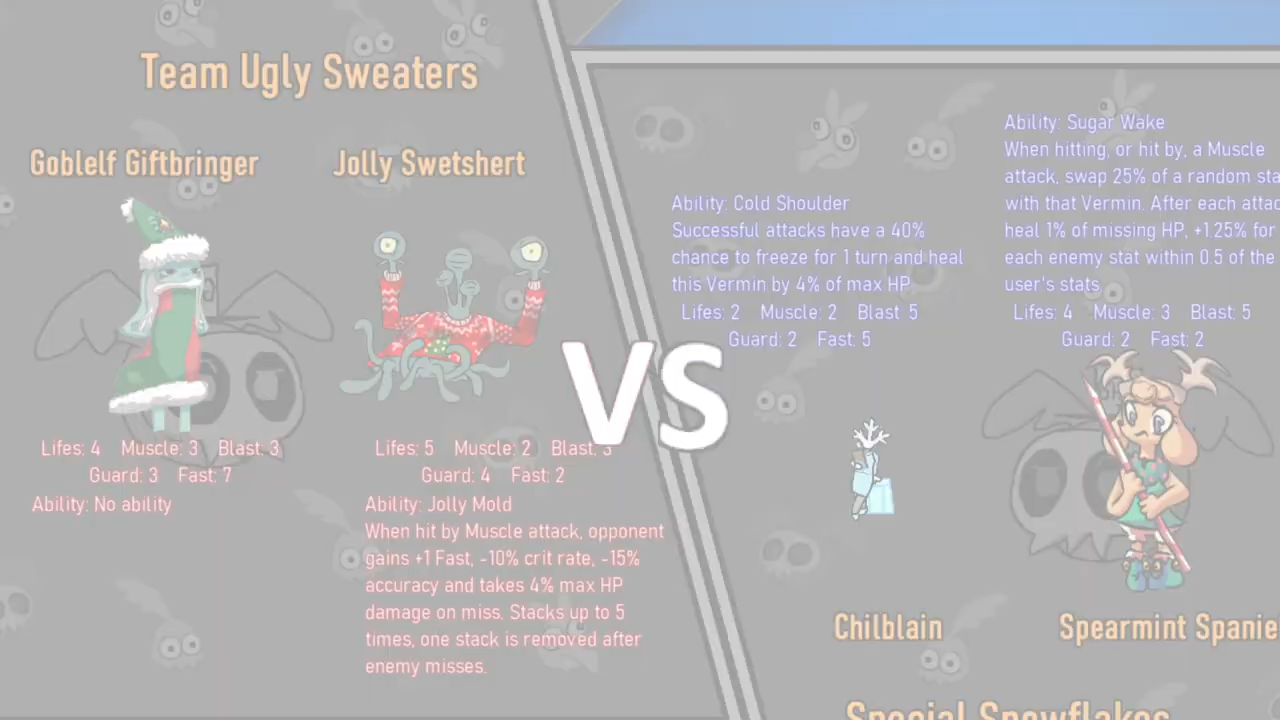 Team Ugly Sweaters
Goblelf Giftbringer
Jolly Swetshert
Lifes: 4 Muscle: 3 Blast: 3
Guard: 3 Fast: 7
Ability: No ability
Lifes: 5 Muscle: 2 Blast: 3
Guard: 4 Fast: 2
Ability: Jolly Mold
When hit by Muscle attack, opponent
gains +1 Fast, -10% crit rate, -15%
accuracy and takes 4% max HP
damage on miss. Stacks up to 5
times, one stack is removed after
enemy misses.
VS
Ability: Cold Shoulder
Successful attacks have a 40%
chance to freeze for 1 turn and heal
this Vermin by 4% of max HP
Lifes: 2 Muscle: 2 Blast: 5
Guard: 2 Fast: 5
Chilblain
Ability: Sugar Wake
When hitting, or hit by, a Muscle
attack, swap 25% of a random sta
with that Vermin. After each attac
heal 1% of missing HP, +1.25% for
each enemy stat within 0.5 of the
user's stats
Lifes: 4 Muscle: 3 Blast: 5
Guard: 2 Fast: 2
Spearmint Spanie
Special Snowflakes